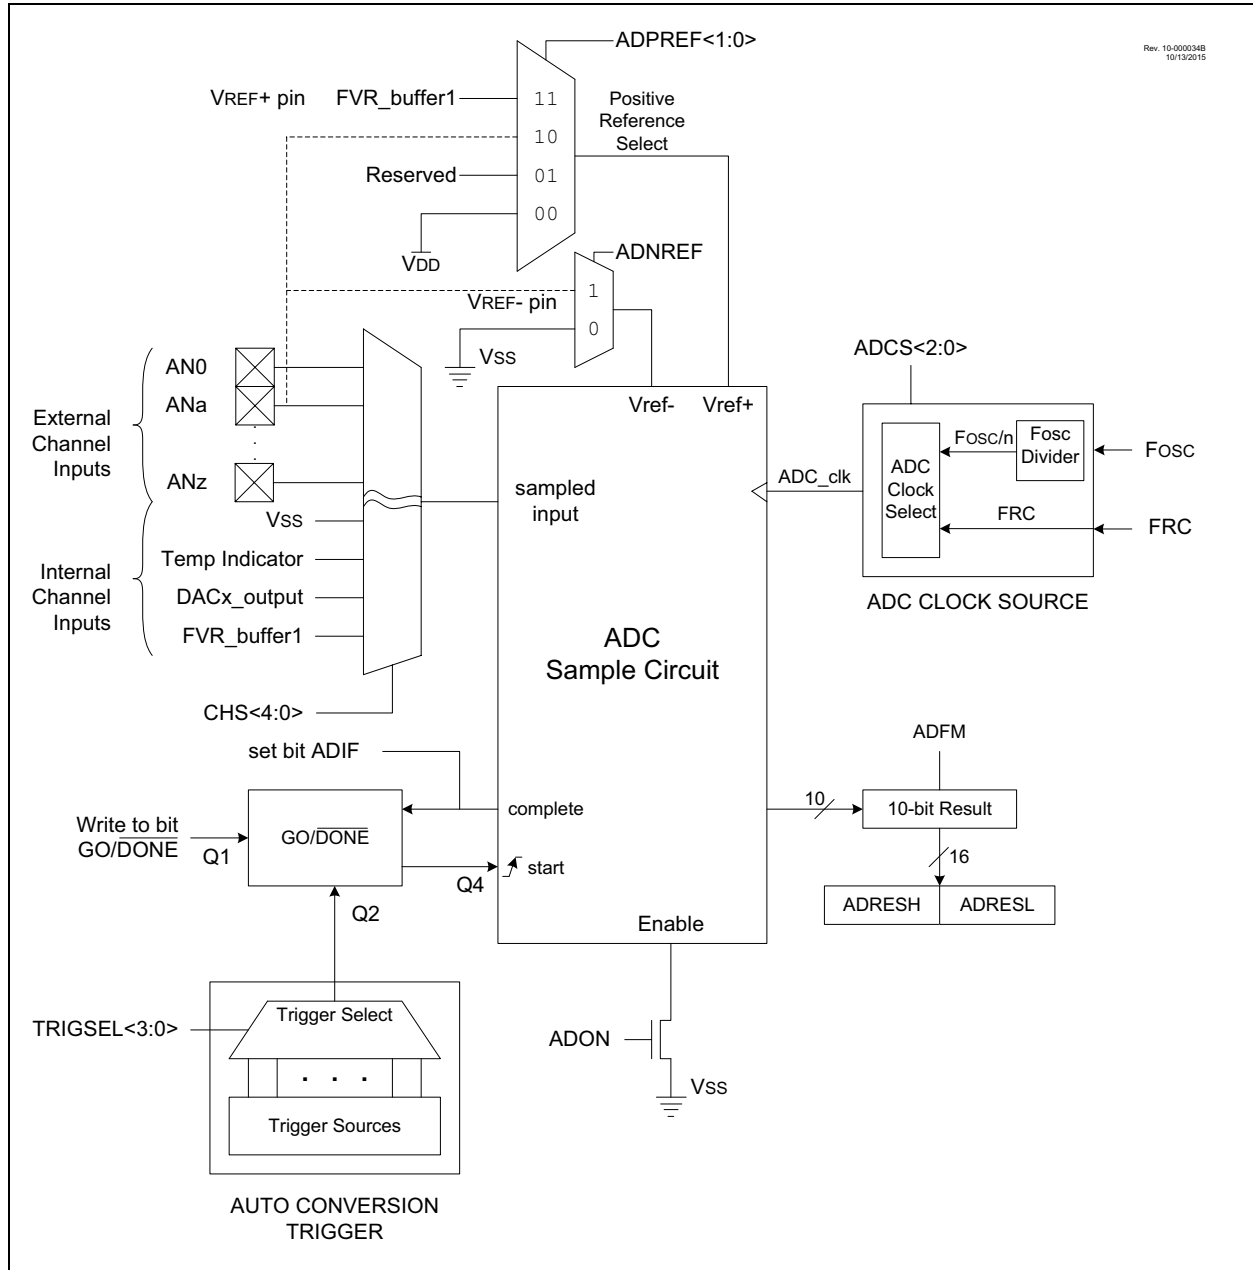 Rev. 10-000034B
10/13/2015
ADPREF<1:0>
VREF+ pin
FVR_buffer1
11
10
Reserved
01
00
VDD
Positive
Reference
Select
ADNREF
VREF- pin
1
0
VSS
External
Channel
Inputs
AN0
ANa
.
.
.
ANz
VSS
Internal
Channel
Inputs
Temp Indicator
DACx_output
FVR_buffer1
CHS<4:0>
Vref-
Vref+
sampled
input
ADC
Sample Circuit
ADC_clk
ADCS<2:0>
ADC
Clock
Select
FOSC/n
Fosc
Divider
FOSC
FRC
FRC
ADC CLOCK SOURCE
set bit ADIF
complete
Write to bit
GO/DONE
Q1
GO/DONE
Q4
start
Q2
Enable
ADFM
10
10-bit Result
16
ADRESH
ADRESL
TRIGSEL<3:0>
Trigger Select
. . .
Trigger Sources
AUTO CONVERSION
TRIGGER
ADON
VSS